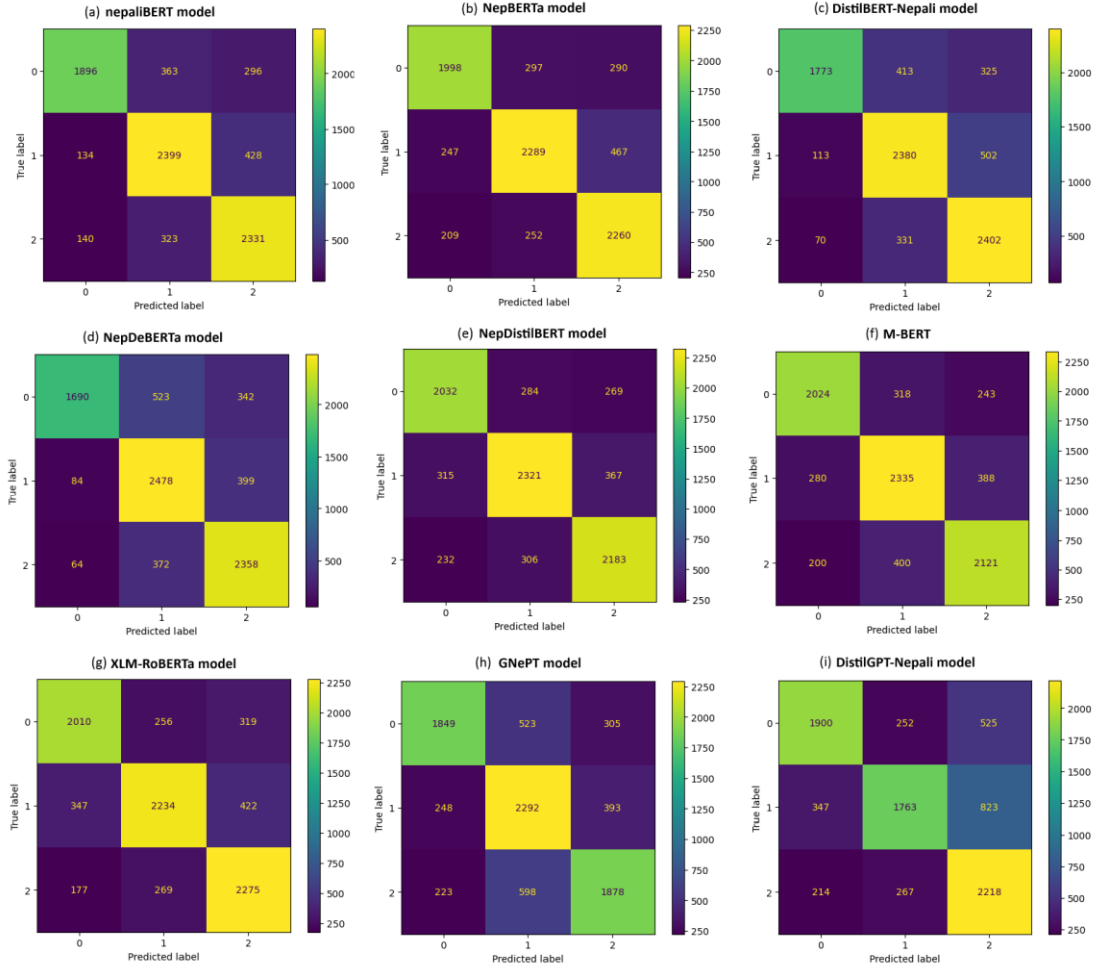 (a) nepaliBERT model
0 1896 363 296
1 134 2399 428
2 140 323 2331
0 1 2
True label
Predicted label
2000
1500
1000
500
(b) NepBERTa model
0 1998 297 290
1 247 2289 467
2 209 252 2260
0 1 2
True label
Predicted label
2250
2000
1750
1500
1250
1000
750
500
250
(c) DistilBERT-Nepali model
0 1773 413 325
1 113 2380 502
2 70 331 2402
0 1 2
True label
Predicted label
2000
1500
1000
500
(d) NepDeBERTa model
0 1690 523 342
1 84 2478 399
2 64 372 2358
0 1 2
True label
Predicted label
2000
1500
1000
500
(e) NepDistilBERT model
0 2032 284 269
1 315 2321 367
2 232 306 2183
0 1 2
True label
Predicted label
2250
2000
1750
1500
1250
1000
750
500
250
(f) M-BERT
0 2024 318 243
1 280 2335 388
2 200 400 2121
0 1 2
True label
Predicted label
2250
2000
1750
1500
1250
1000
750
500
250
(g) XLM-RoBERTa model
0 2010 256 319
1 347 2234 422
2 177 269 2275
0 1 2
True label
Predicted label
2250
2000
1750
1500
1250
1000
750
500
250
(h) GNePT model
0 1849 523 305
1 248 2292 393
2 223 598 1878
0 1 2
True label
Predicted label
2250
2000
1750
1500
1250
1000
750
500
250
(i) DistilGPT-Nepali model
0 1900 252 525
1 347 1763 823
2 214 267 2218
0 1 2
True label
Predicted label
2000
1750
1500
1250
1000
750
500
250